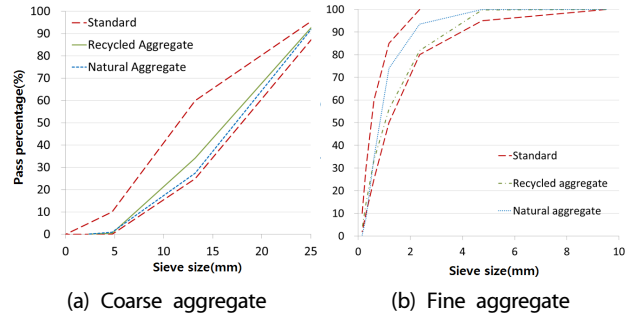 100
90
80
70
60
50
40
30
20
10
0
Pass percentage(%)
Standard
Recycled Aggregate
Natural Aggregate
0 5 10 15 20 25
Sieve size(mm)
(a) Coarse aggregate
100
90
80
70
60
50
40
30
20
10
0
Standard
Recycled aggregate
Natural aggregate
0 2 4 6 8 10
Sieve size(mm)
(b) Fine aggregate